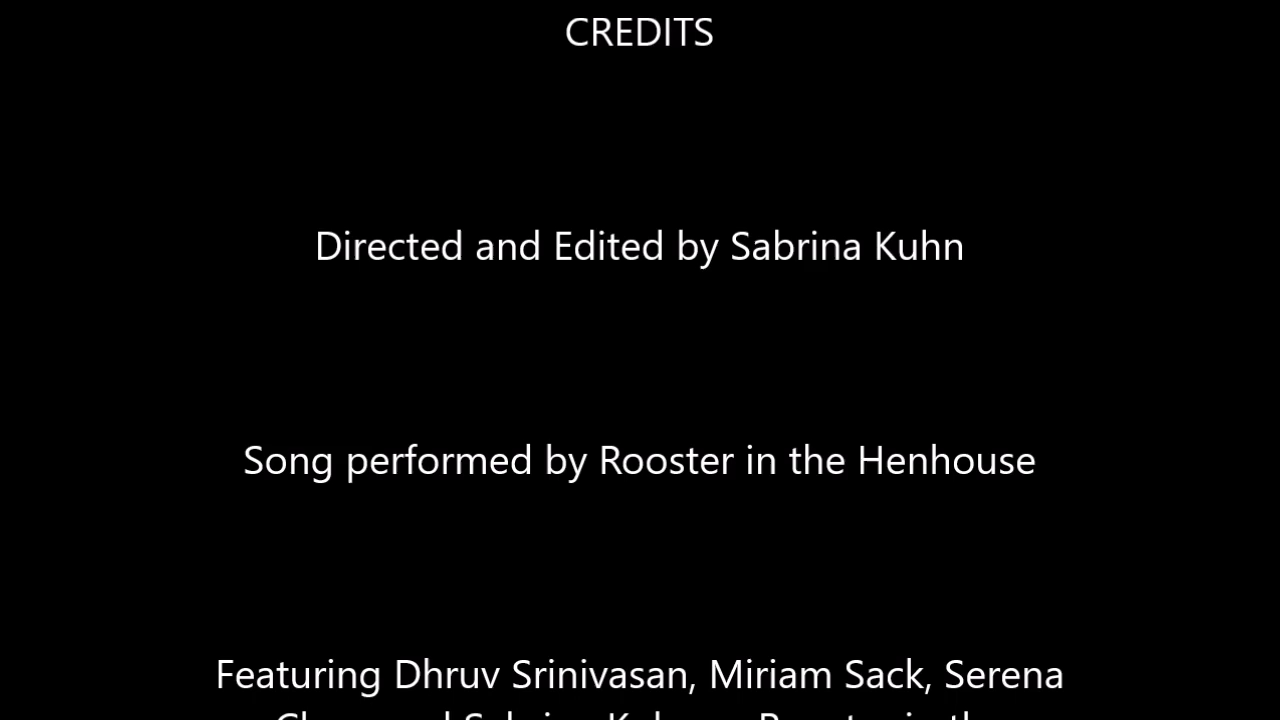 CREDITS
Directed and Edited by Sabrina Kuhn
Song performed by Rooster in the Henhouse
Featuring Dhruv Srinivasan, Miriam Sack, Serena